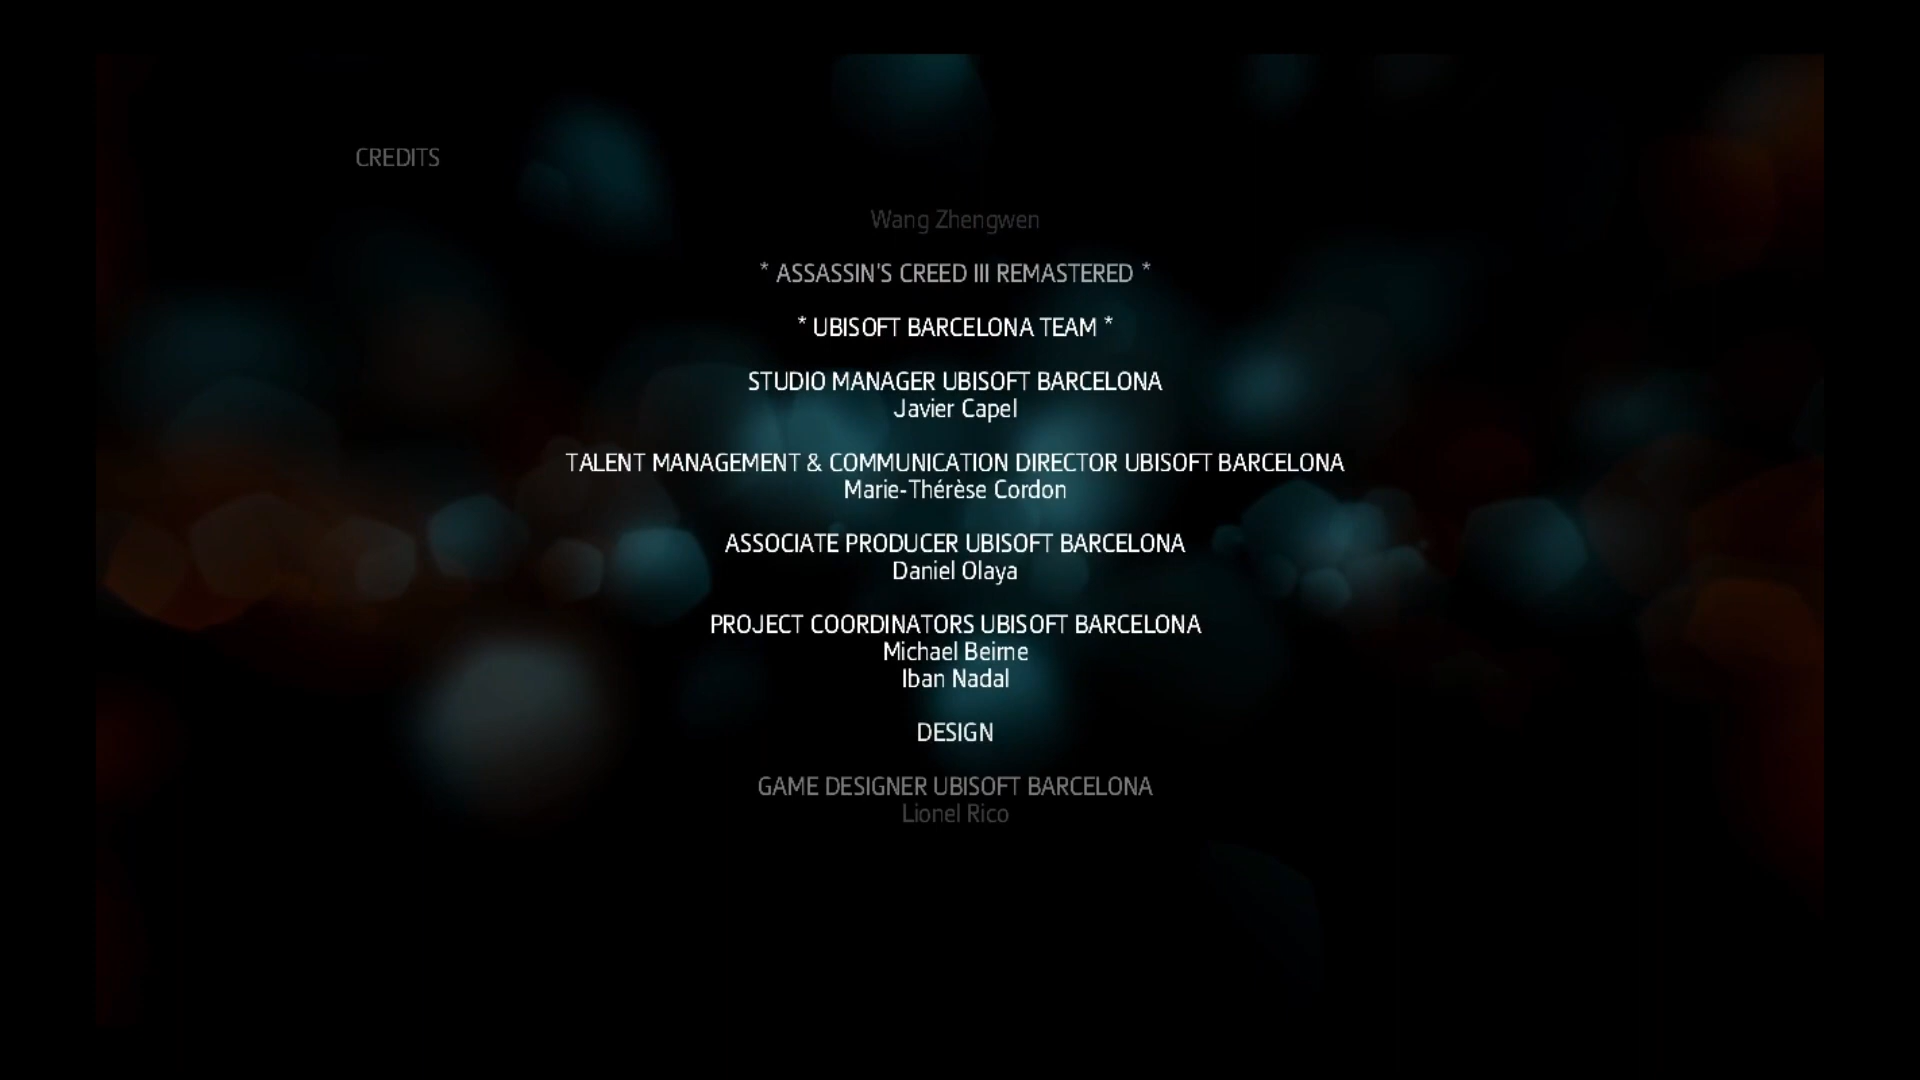 CREDITS
Wang Zhengwen
* ASSASSIN'S CREED III REMASTERED *
* UBISOFT BARCELONA TEAM *
STUDIO MANAGER UBISOFT BARCELONA
Javier Capel
TALENT MANAGEMENT & COMMUNICATION DIRECTOR UBISOFT BARCELONA
Marie-Thérèse Cordon
ASSOCIATE PRODUCER UBISOFT BARCELONA
Daniel Olaya
PROJECT COORDINATORS UBISOFT BARCELONA
Michael Beirne
Iban Nadal
DESIGN
GAME DESIGNER UBISOFT BARCELONA
Lionel Rico